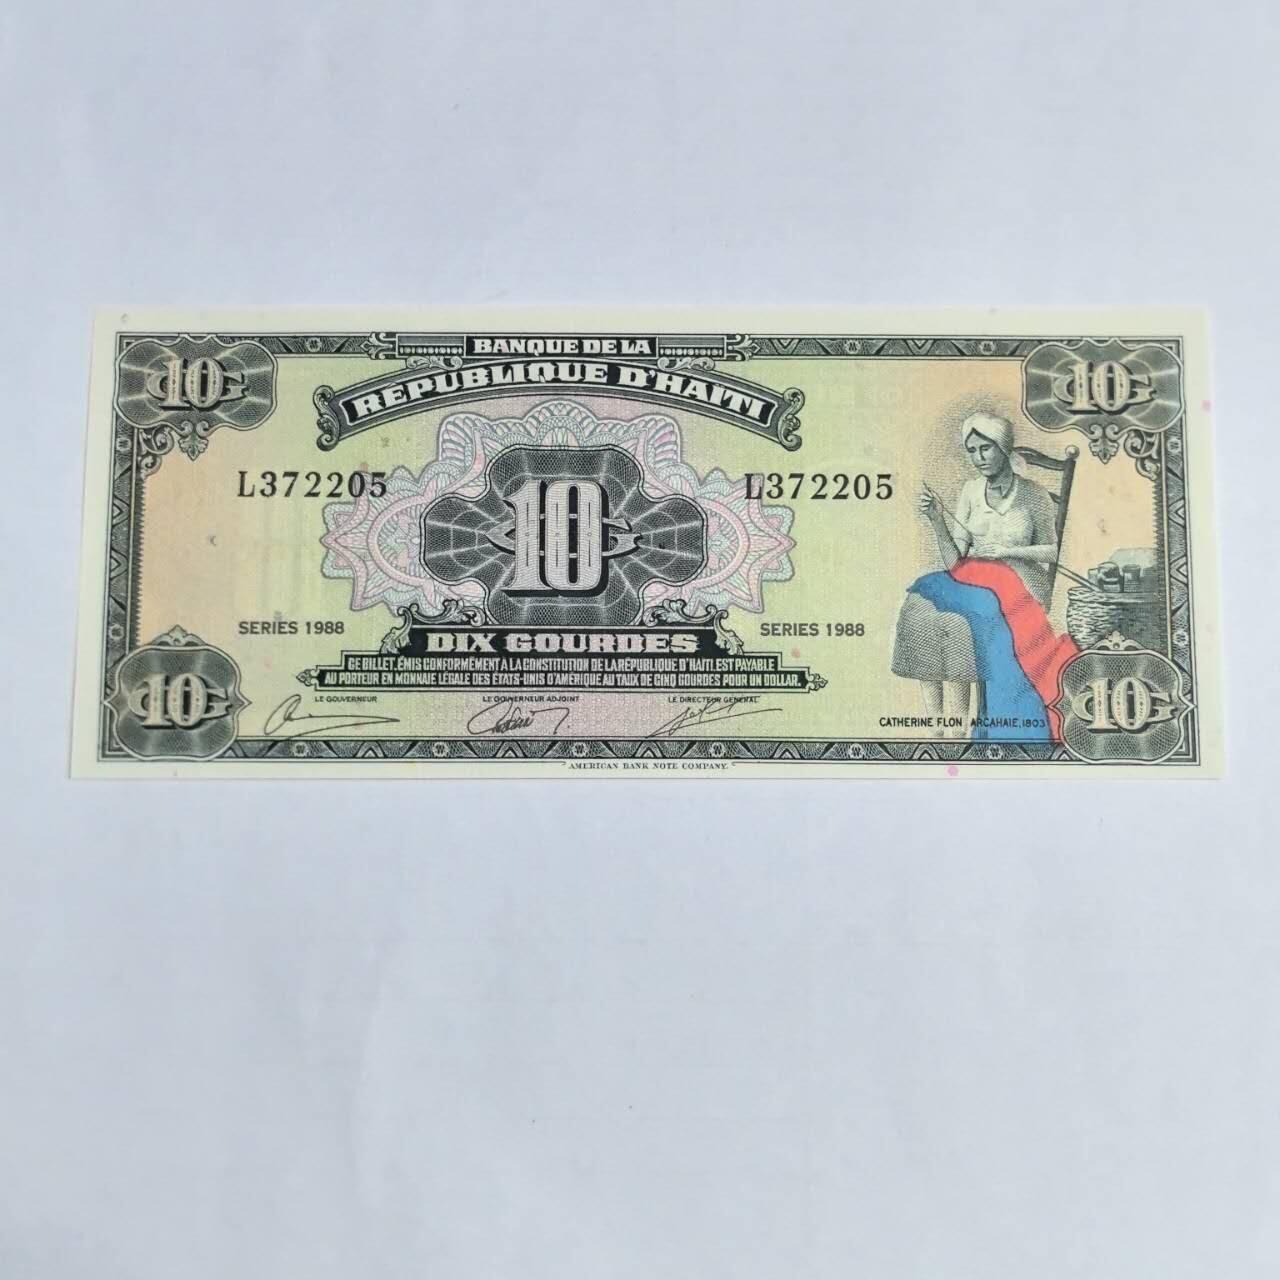 BANQUE DE LA
RÉPUBLIQUE D'HAÏTI
10G 10G
L372205 L372205
10G
SERIES 1988 SERIES 1988
DIX GOURDES
CE BILLET, ÉMIS CONFORMÉMENT À LA CONSTITUTION DE LA RÉPUBLIQUE D'HAÏTI, EST PAYABLE
AU PORTEUR EN MONNAIE LÉGALE DES ÉTATS-UNIS D'AMÉRIQUE AU TAUX DE CINQ GOURDES POUR UN DOLLAR.
LE GOUVERNEUR LE GOUVERNEUR ADJOINT LE DIRECTEUR GÉNÉRAL
10G 10G
CATHERINE FLON ARCAHAIE, 1803
AMERICAN BANK NOTE COMPANY.